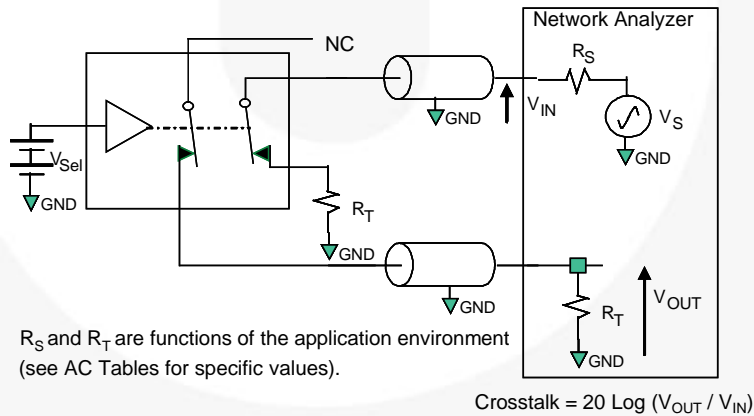 Network Analyzer
NC
R_S
V_IN
V_S
GND
GND
V_Sel
GND
R_T
GND
GND
R_T
V_OUT
GND
R_S and R_T are functions of the application environment
(see AC Tables for specific values).
Crosstalk = 20 Log (V_OUT / V_IN)